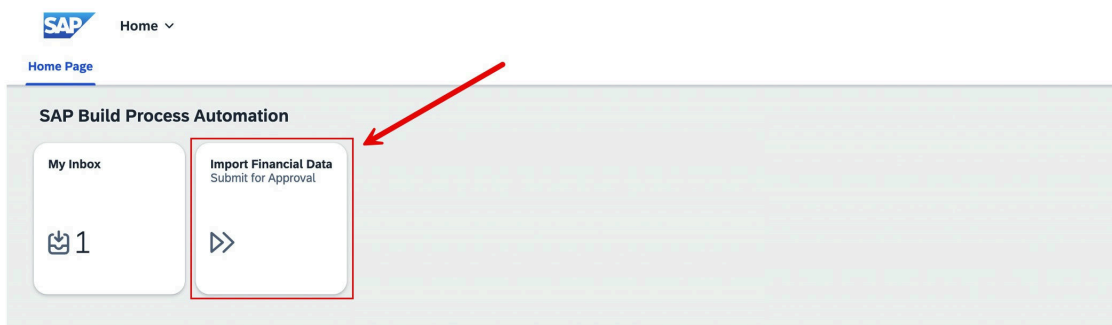 SAP Home
Home Page
SAP Build Process Automation
My Inbox
1
Import Financial Data
Submit for Approval